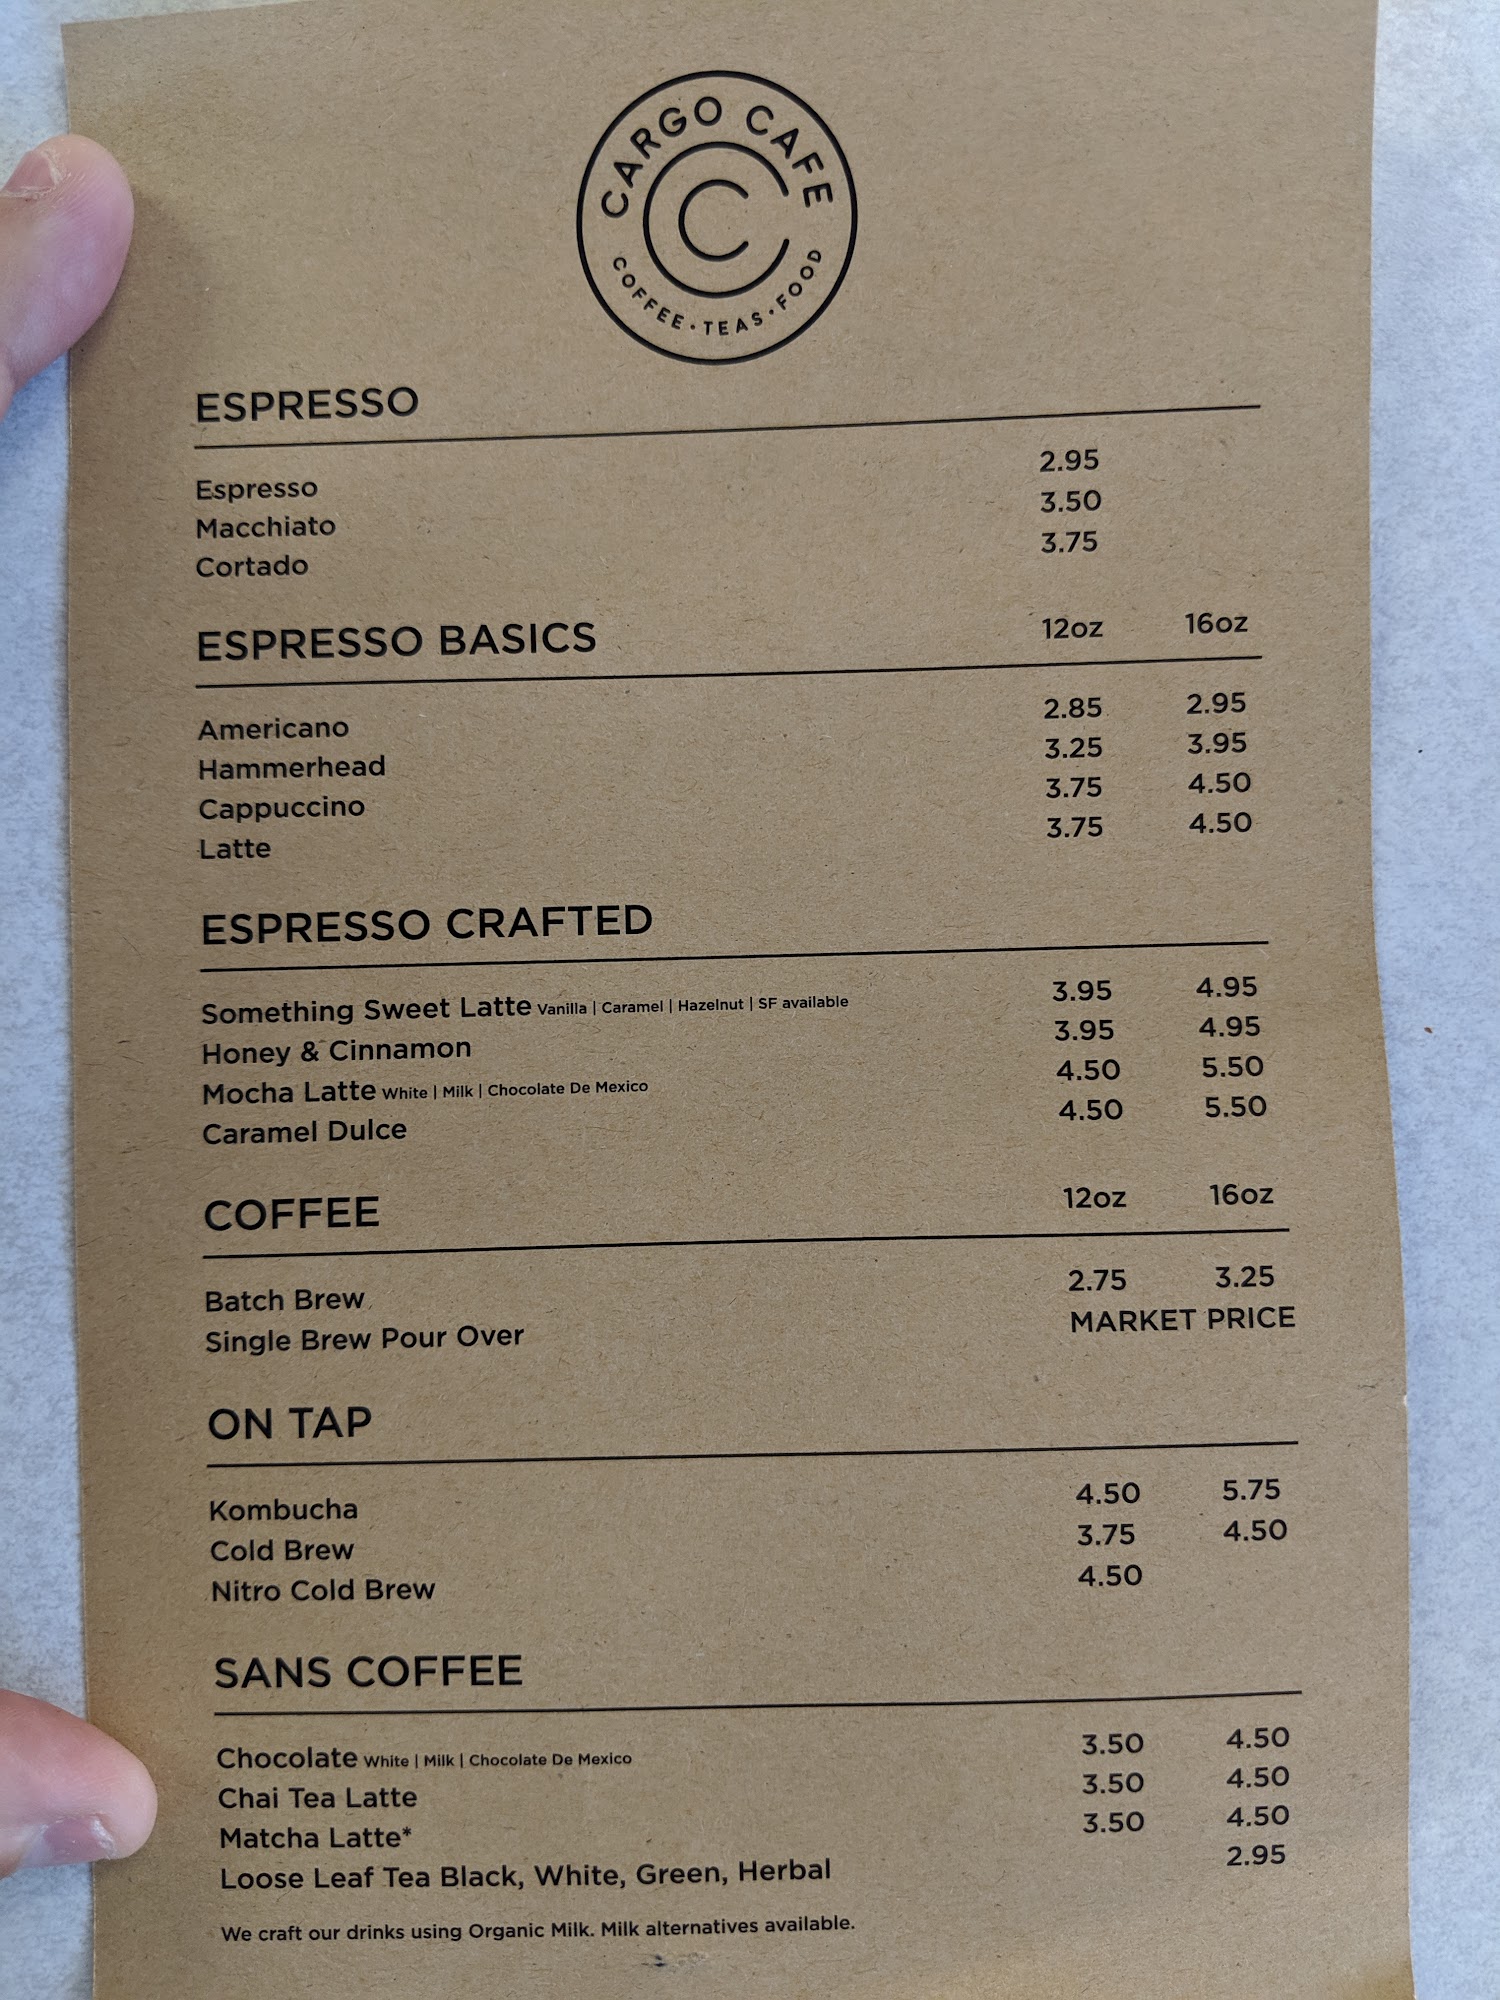 CARGO CAFE
C
COFFEE · TEAS · FOOD
ESPRESSO
Espresso 2.95
Macchiato 3.50
Cortado 3.75
ESPRESSO BASICS 12oz 16oz
Americano 2.85 2.95
Hammerhead 3.25 3.95
Cappuccino 3.75 4.50
Latte 3.75 4.50
ESPRESSO CRAFTED
Something Sweet Latte Vanilla | Caramel | Hazelnut | SF available 3.95 4.95
Honey & Cinnamon 3.95 4.95
Mocha Latte White | Milk | Chocolate De Mexico 4.50 5.50
Caramel Dulce 4.50 5.50
COFFEE 12oz 16oz
Batch Brew 2.75 3.25
Single Brew Pour Over MARKET PRICE
ON TAP
Kombucha 4.50 5.75
Cold Brew 3.75 4.50
Nitro Cold Brew 4.50
SANS COFFEE
Chocolate White | Milk | Chocolate De Mexico 3.50 4.50
Chai Tea Latte 3.50 4.50
Matcha Latte* 3.50 4.50
Loose Leaf Tea Black, White, Green, Herbal 2.95
We craft our drinks using Organic Milk. Milk alternatives available.